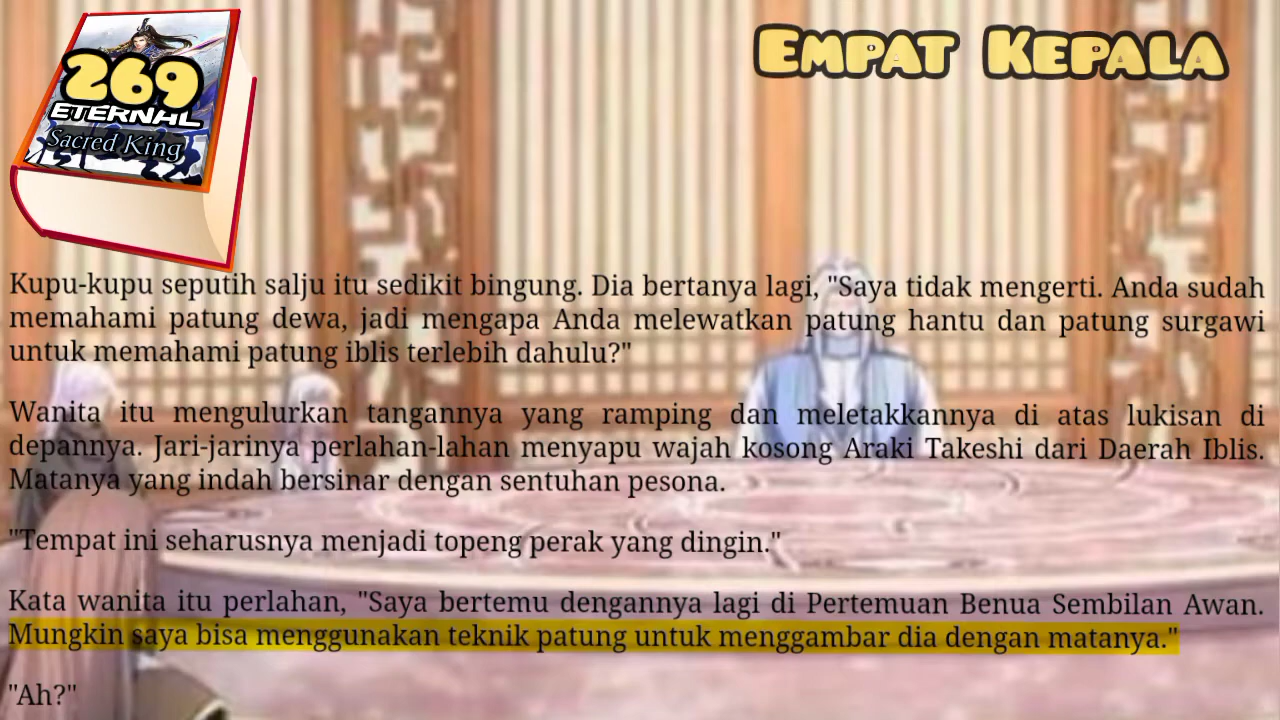 269
ETERNAL
Sacred King
EMPAT KEPALA
Kupu-kupu seputih salju itu sedikit bingung. Dia bertanya lagi, "Saya tidak mengerti. Anda sudah
memahami patung dewa, jadi mengapa Anda melewatkan patung hantu dan patung surgawi
untuk memahami patung iblis terlebih dahulu?"
Wanita itu mengulurkan tangannya yang ramping dan meletakkannya di atas lukisan di
depannya. Jari-jarinya perlahan-lahan menyapu wajah kosong Araki Takeshi dari Daerah Iblis.
Matanya yang indah bersinar dengan sentuhan pesona.
"Tempat ini seharusnya menjadi topeng perak yang dingin."
Kata wanita itu perlahan, "Saya bertemu dengannya lagi di Pertemuan Benua Sembilan Awan.
Mungkin saya bisa menggunakan teknik patung untuk menggambar dia dengan matanya."
"Ah?"